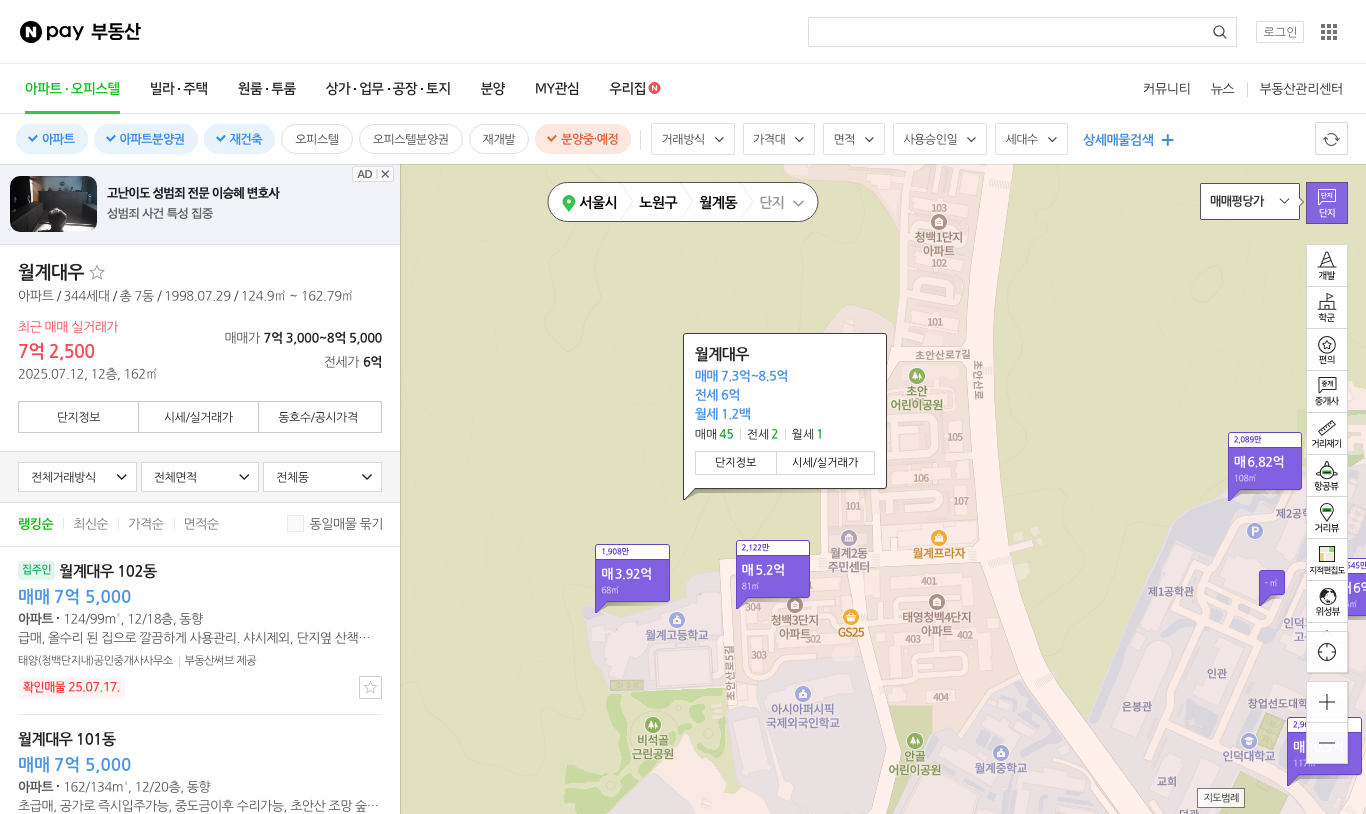 N pay 부동산
로그인
아파트·오피스텔 빌라·주택 원룸·투룸 상가·업무·공장·토지 분양 MY관심 우리집 N
커뮤니티 뉴스 부동산관리센터
아파트 아파트분양권 재건축 오피스텔 오피스텔분양권 재개발 분양중·예정 거래방식 가격대 면적 사용승인일 세대수 상세매물검색
AD
고난이도 성범죄 전문 이승혜 변호사
성범죄 사건 특성 집중
월계대우
아파트 / 344세대 / 총 7동 / 1998.07.29 / 124.9㎡ ~ 162.79㎡
최근 매매 실거래가
7억 2,500
2025.07.12, 12층, 162㎡
매매가 7억 3,000~8억 5,000
전세가 6억
단지정보 시세/실거래가 동호수/공시가격
전체거래방식 전체면적 전체동
랭킹순 최신순 가격순 면적순 동일매물 묶기
집주인 월계대우 102동
매매 7억 5,000
아파트 · 124/99m², 12/18층, 동향
급매, 올수리 된 집으로 깔끔하게 사용관리. 샤시제외, 단지옆 산책…
태양(청백단지내)공인중개사사무소 부동산써브 제공
확인매물 25.07.17.
월계대우 101동
매매 7억 5,000
아파트 · 162/134m², 12/20층, 동향
초급매, 공가로 즉시입주가능, 중도금이후 수리가능, 초안산 조망 숲…
서울시 노원구 월계동 단지
매매평당가
단지
단지
개발
학군
편의
중개
중개사
거리재기
항공뷰
거리뷰
지적편집도
위성뷰
103
청백1단지
아파트
102
101
초안산로7길
초안산로
초안
어린이공원
105
106
107
101
월계대우
매매 7.3억~8.5억
전세 6억
월세 1.2백
매매 45 전세 2 월세 1
단지정보 시세/실거래가
2,089만
매 6.82억
108㎡
1,908만
매 3.92억
68㎡
2,122만
매 5.2억
81㎡
월계2동
주민센터
월계프라자
401
304
청백3단지
아파트
302
303
GS25
태영청백4단지
아파트
403
402
404
월계고등학교
초안산로5길
아시아퍼시픽
국제외국인학교
비석골
근린공원
안골
어린이공원
월계중학교
P
- ㎡
제1공학관
인관
은봉관
인덕대학교
교회
117㎡
지도범례